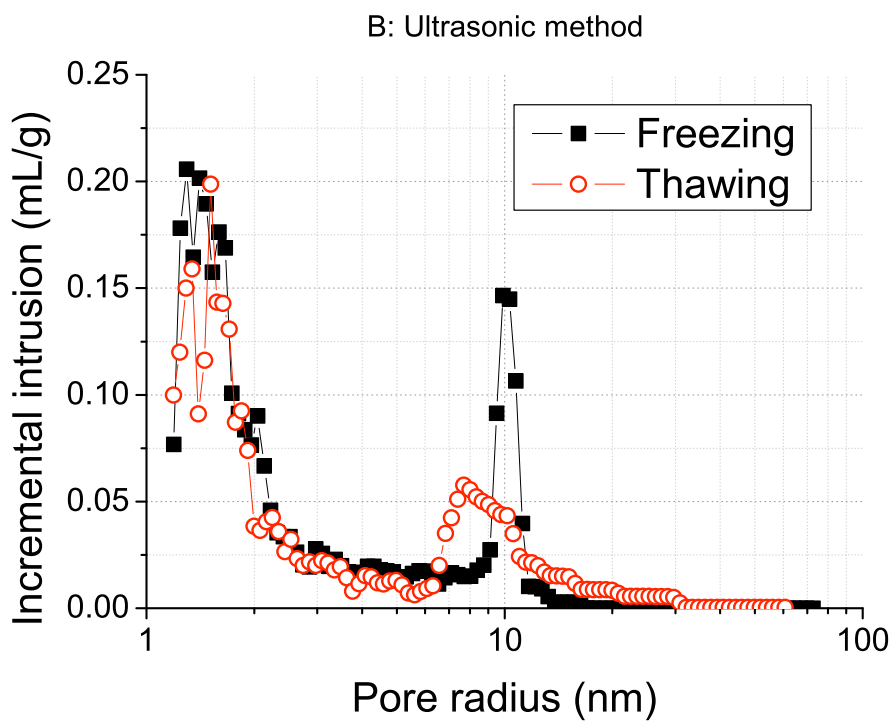 B: Ultrasonic method
Incremental intrusion (mL/g)
0.25
0.20
0.15
0.10
0.05
0.00
Freezing
Thawing
1
10
100
Pore radius (nm)